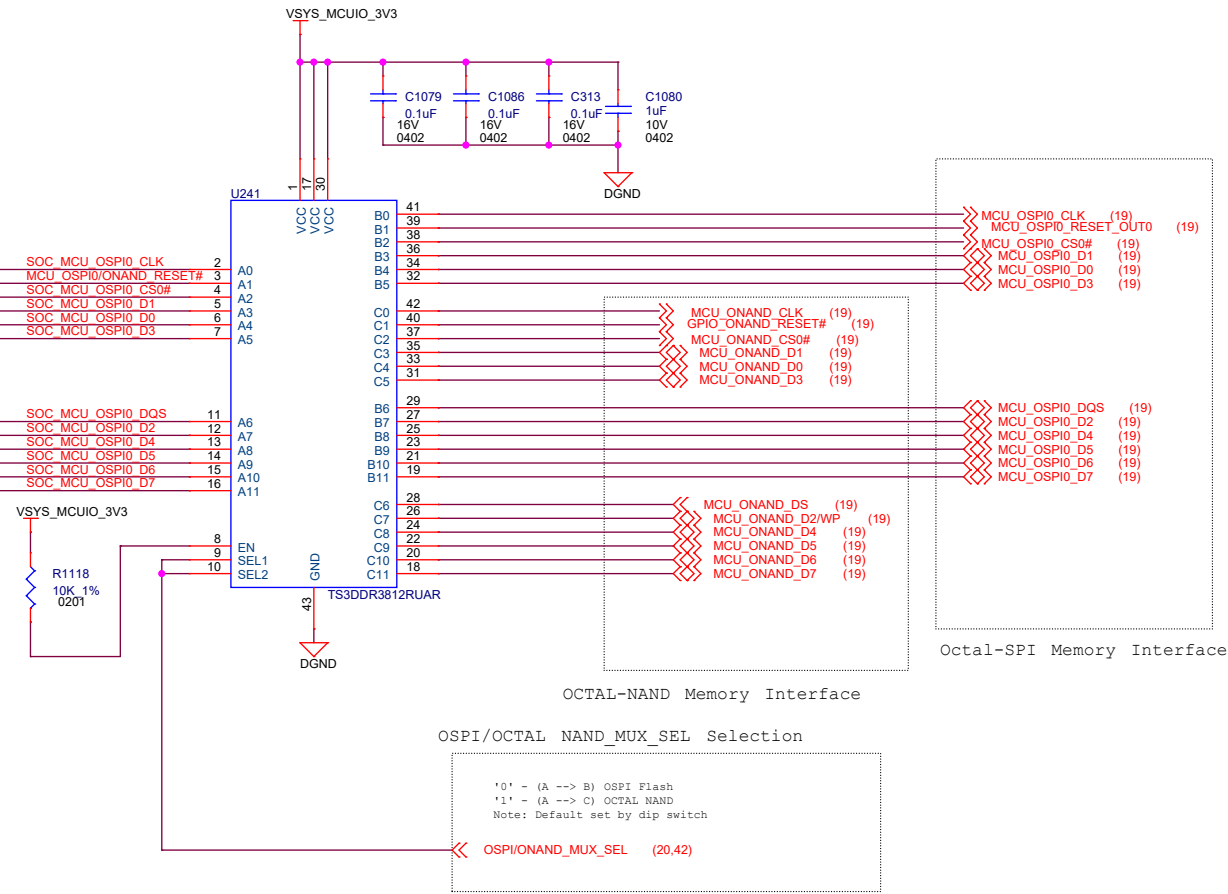 VSYS_MCUIO_3V3
C1079
0.1uF
16V
0402
C1086
0.1uF
16V
0402
C313
0.1uF
16V
0402
C1080
1uF
10V
0402
DGND
U241
1
17
30
VCC
VCC
VCC
SOC_MCU_OSPI0_CLK 2 A0
MCU_OSPI0/ONAND_RESET# 3 A1
SOC_MCU_OSPI0_CS0# 4 A2
SOC_MCU_OSPI0_D1 5 A3
SOC_MCU_OSPI0_D0 6 A4
SOC_MCU_OSPI0_D3 7 A5
SOC_MCU_OSPI0_DQS 11 A6
SOC_MCU_OSPI0_D2 12 A7
SOC_MCU_OSPI0_D4 13 A8
SOC_MCU_OSPI0_D5 14 A9
SOC_MCU_OSPI0_D6 15 A10
SOC_MCU_OSPI0_D7 16 A11
VSYS_MCUIO_3V3
R1118
10K_1%
0201
8 EN
9 SEL1
10 SEL2
GND
43
DGND
TS3DDR3812RUAR
B0 41 MCU_OSPI0_CLK (19)
B1 39 MCU_OSPI0_RESET_OUT0 (19)
B2 38 MCU_OSPI0_CS0# (19)
B3 36 MCU_OSPI0_D1 (19)
B4 34 MCU_OSPI0_D0 (19)
B5 32 MCU_OSPI0_D3 (19)
C0 42 MCU_ONAND_CLK (19)
C1 40 GPIO_ONAND_RESET# (19)
C2 37 MCU_ONAND_CS0# (19)
C3 35 MCU_ONAND_D1 (19)
C4 33 MCU_ONAND_D0 (19)
C5 31 MCU_ONAND_D3 (19)
B6 29 MCU_OSPI0_DQS (19)
B7 27 MCU_OSPI0_D2 (19)
B8 25 MCU_OSPI0_D4 (19)
B9 23 MCU_OSPI0_D5 (19)
B10 21 MCU_OSPI0_D6 (19)
B11 19 MCU_OSPI0_D7 (19)
C6 28 MCU_ONAND_DS (19)
C7 26 MCU_ONAND_D2/WP (19)
C8 24 MCU_ONAND_D4 (19)
C9 22 MCU_ONAND_D5 (19)
C10 20 MCU_ONAND_D6 (19)
C11 18 MCU_ONAND_D7 (19)
Octal-SPI Memory Interface
OCTAL-NAND Memory Interface
OSPI/OCTAL NAND_MUX_SEL Selection
'0' - (A --> B) OSPI Flash
'1' - (A --> C) OCTAL NAND
Note: Default set by dip switch
OSPI/ONAND_MUX_SEL (20,42)